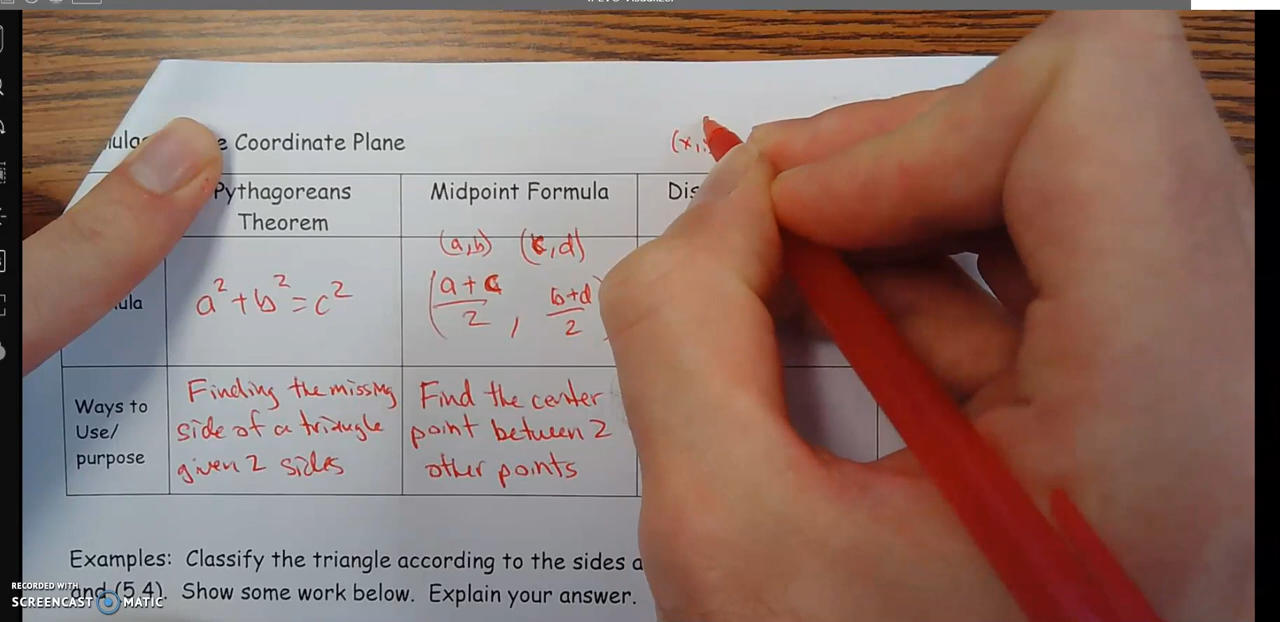 Coordinate Plane
(x,
Pythagoreans
Theorem
Midpoint Formula
(a,b) (c,d)
a²+b²=c²
(a+c/2, b+d/2)
Ways to
Use/
purpose
Finding the missing
side of a triangle
given 2 sides
Find the center
point between 2
other points
Examples: Classify the triangle according to the sides
and (5,4). Show some work below. Explain your answer.
RECORDED WITH
SCREENCAST MATIC